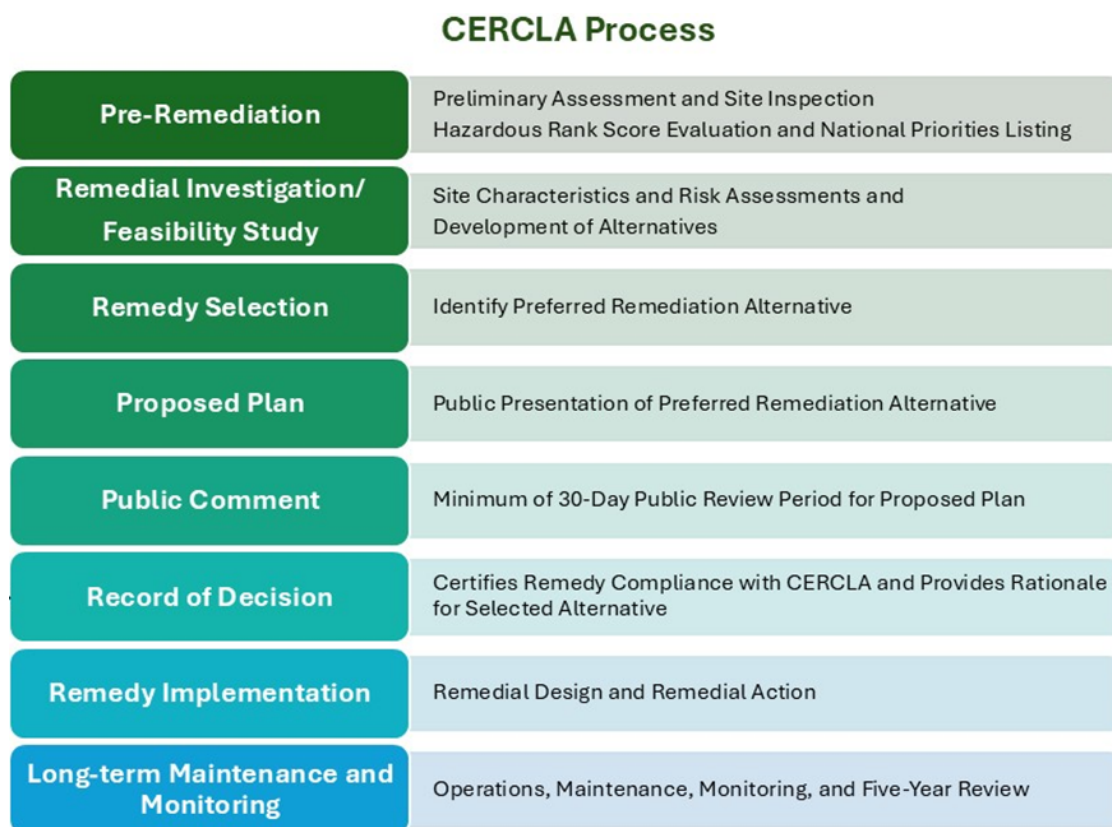 CERCLA Process
Pre-Remediation
Preliminary Assessment and Site Inspection
Hazardous Rank Score Evaluation and National Priorities Listing
Remedial Investigation/
Feasibility Study
Site Characteristics and Risk Assessments and
Development of Alternatives
Remedy Selection
Identify Preferred Remediation Alternative
Proposed Plan
Public Presentation of Preferred Remediation Alternative
Public Comment
Minimum of 30-Day Public Review Period for Proposed Plan
Record of Decision
Certifies Remedy Compliance with CERCLA and Provides Rationale
for Selected Alternative
Remedy Implementation
Remedial Design and Remedial Action
Long-term Maintenance and
Monitoring
Operations, Maintenance, Monitoring, and Five-Year Review